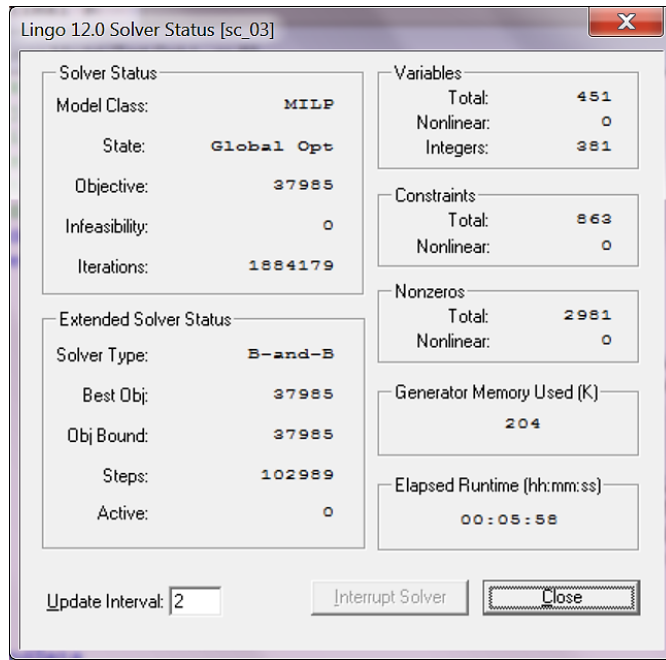 Lingo 12.0 Solver Status [sc_03]
Solver Status
Model Class: MILP
State: Global Opt
Objective: 37985
Infeasibility: 0
Iterations: 1884179
Extended Solver Status
Solver Type: B-and-B
Best Obj: 37985
Obj Bound: 37985
Steps: 102989
Active: 0
Variables
Total: 451
Nonlinear: 0
Integers: 381
Constraints
Total: 863
Nonlinear: 0
Nonzeros
Total: 2981
Nonlinear: 0
Generator Memory Used (K)
204
Elapsed Runtime (hh:mm:ss)
00:05:58
Update Interval: 2
Interrupt Solver
Close